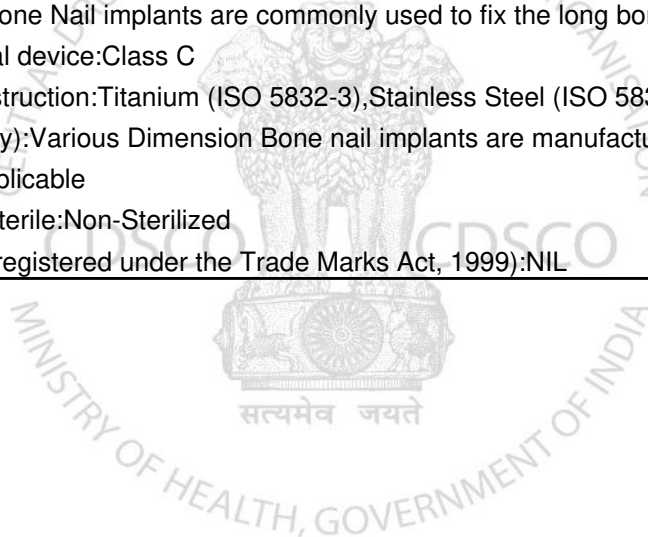 one Nail implants are commonly used to fix the long bor
al device:Class C
struction:Titanium (ISO 5832-3),Stainless Steel (ISO 583
y):Various Dimension Bone nail implants are manufactu
plicable
terile:Non-Sterilized
registered under the Trade Marks Act, 1999):NIL
CDSCO CDSCO
सत्यमेव जयते
MINISTRY OF HEALTH, GOVERNMENT OF INDIA